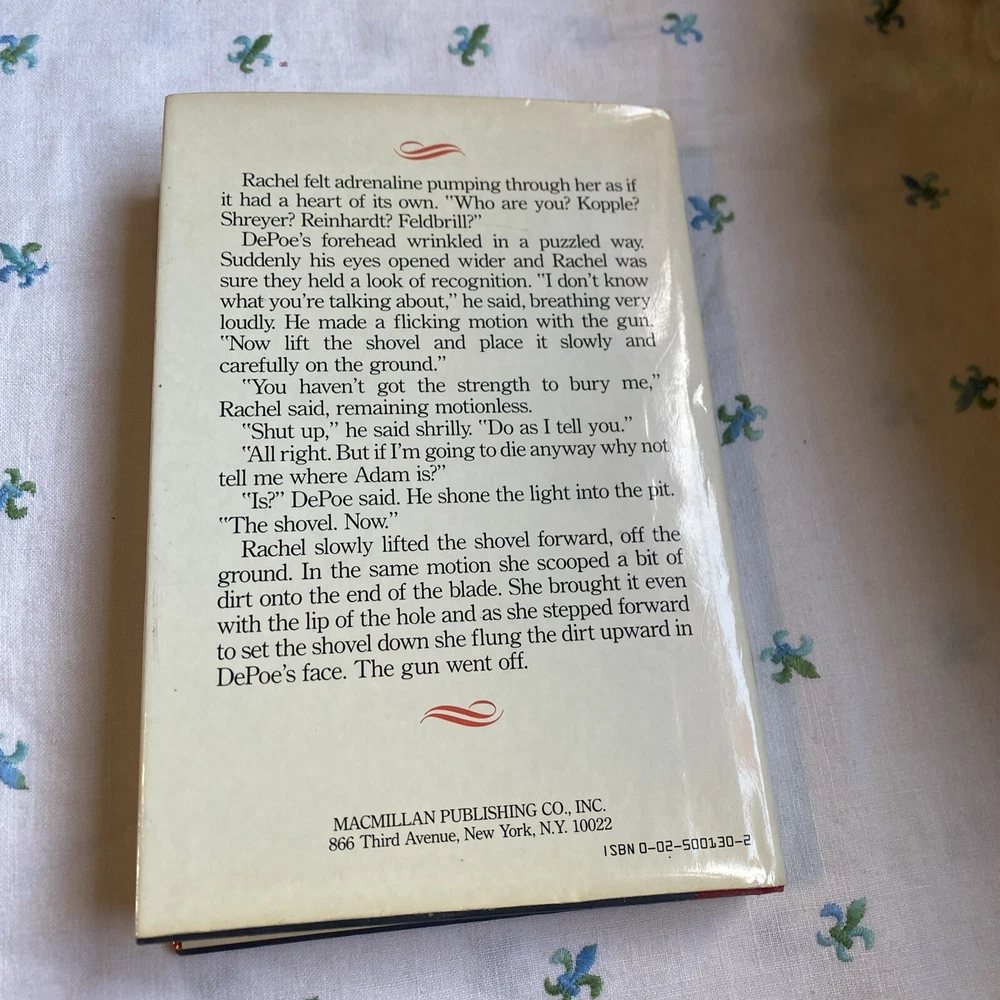 Rachel felt adrenaline pumping through her as if
it had a heart of its own. "Who are you? Kopple?
Shreyer? Reinhardt? Feldbrill?"
DePoe's forehead wrinkled in a puzzled way.
Suddenly his eyes opened wider and Rachel was
sure they held a look of recognition. "I don't know
what you're talking about," he said, breathing very
loudly. He made a flicking motion with the gun.
"Now lift the shovel and place it slowly and
carefully on the ground."
"You haven't got the strength to bury me,"
Rachel said, remaining motionless.
"Shut up," he said shrilly. "Do as I tell you."
"All right. But if I'm going to die anyway why not
tell me where Adam is?"
"Is?" DePoe said. He shone the light into the pit.
"The shovel. Now."
Rachel slowly lifted the shovel forward, off the
ground. In the same motion she scooped a bit of
dirt onto the end of the blade. She brought it even
with the lip of the hole and as she stepped forward
to set the shovel down she flung the dirt upward in
DePoe's face. The gun went off.
MACMILLAN PUBLISHING CO., INC.
866 Third Avenue, New York, N.Y. 10022
ISBN 0-02-500130-2